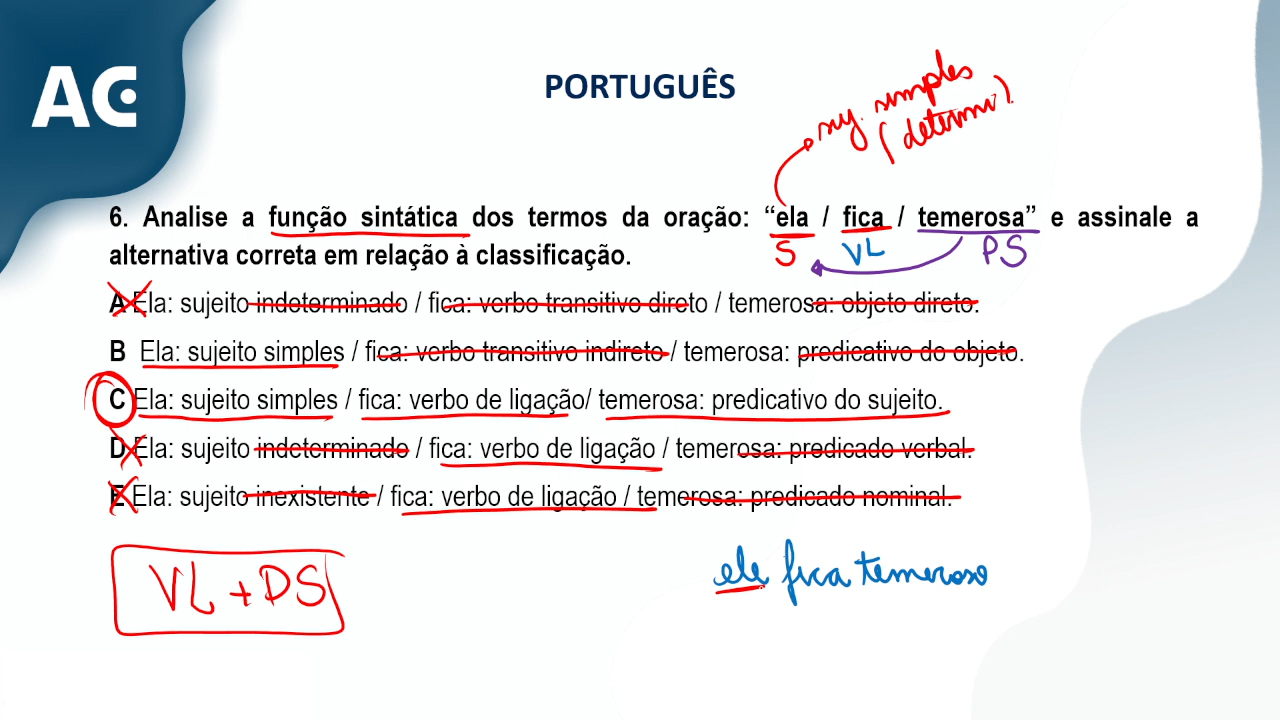 AC
PORTUGUÊS
suj. simples
(determi.)
6. Analise a função sintática dos termos da oração: “ela / fica / temerosa” e assinale a
S VL PS
alternativa correta em relação à classificação.
A Ela: sujeito indeterminado / fica: verbo transitivo direto / temerosa: objeto direto.
B Ela: sujeito simples / fica: verbo transitivo indireto / temerosa: predicativo do objeto.
C Ela: sujeito simples / fica: verbo de ligação/ temerosa: predicativo do sujeito.
D Ela: sujeito indeterminado / fica: verbo de ligação / temerosa: predicado verbal.
E Ela: sujeito inexistente / fica: verbo de ligação / temerosa: predicado nominal.
VL + PS
ele fica temeroso